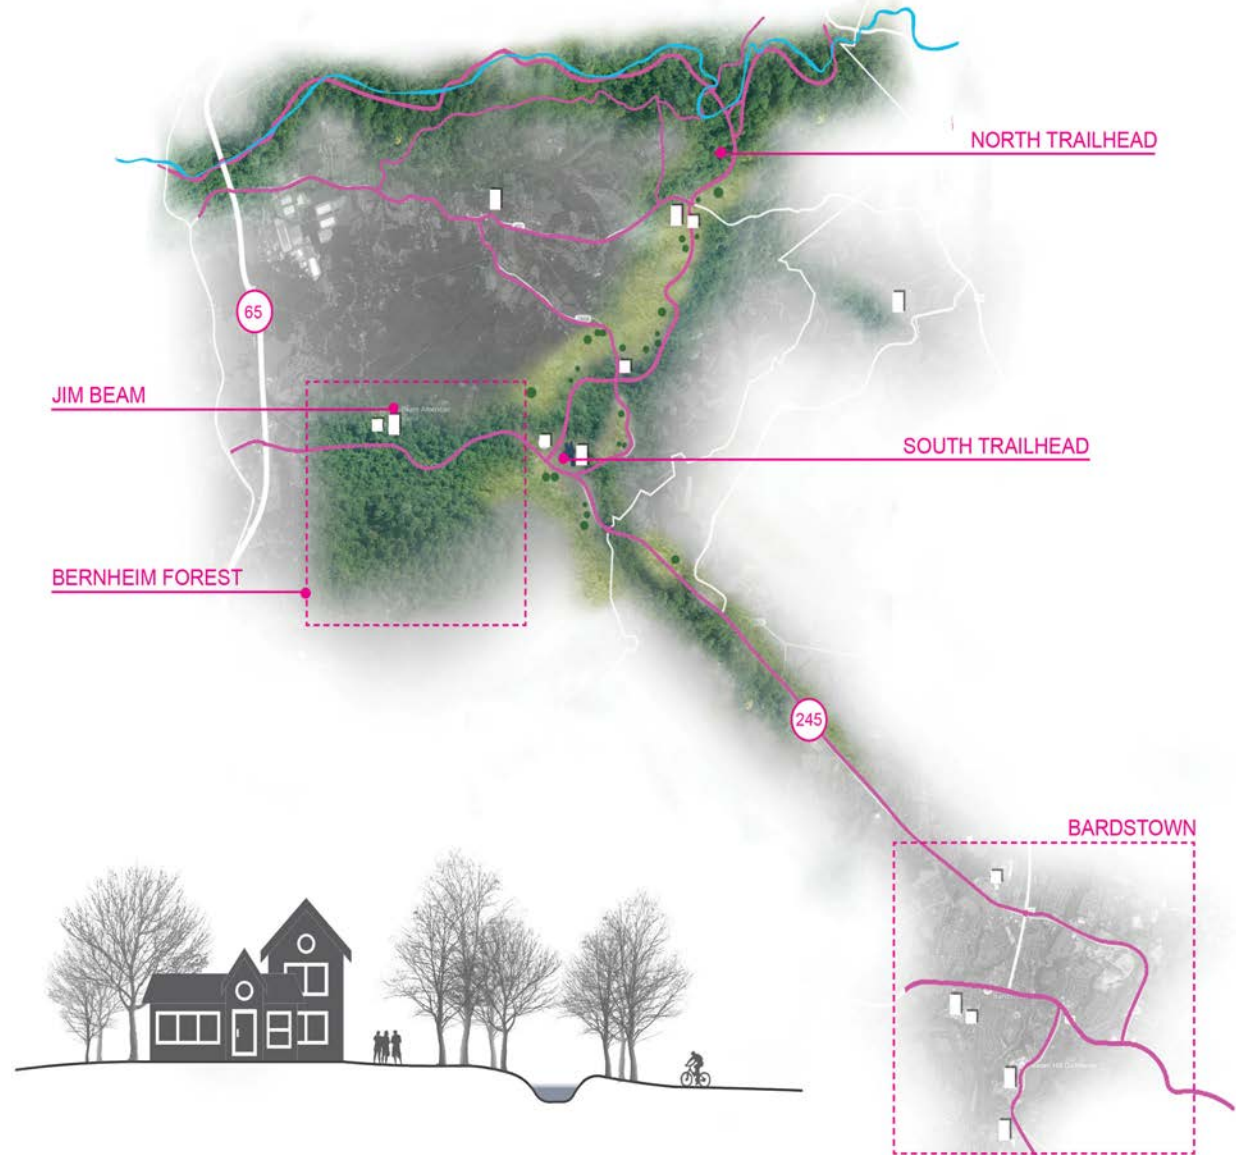 NORTH TRAILHEAD
65
JIM BEAM
SOUTH TRAILHEAD
BERNHEIM FOREST
245
BARDSTOWN